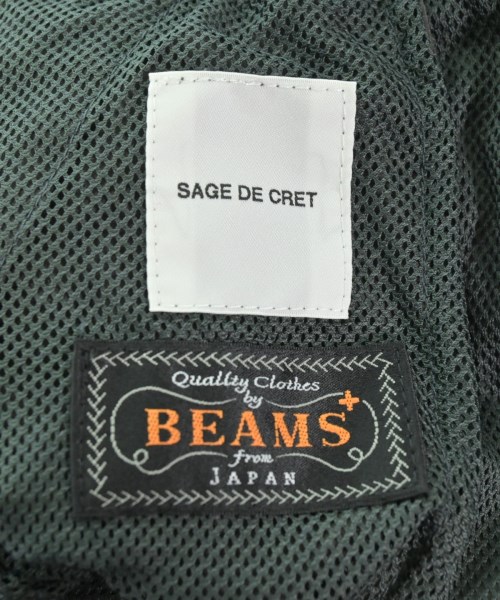 SAGE DE CRET
Quality Clothes
by
BEAMS+
from
JAPAN